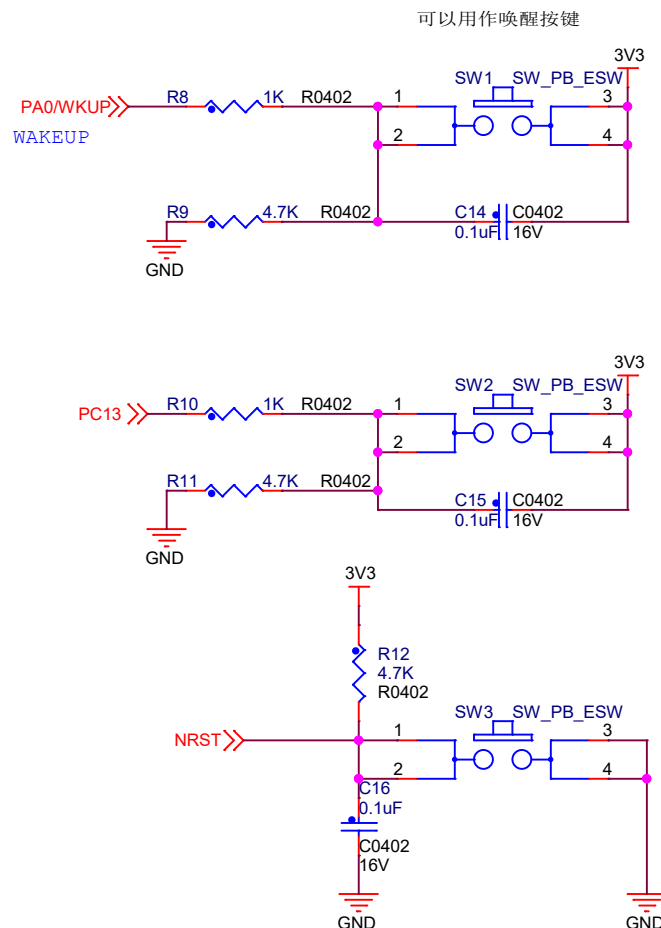 可以用作唤醒按键
3V3
SW1 SW_PB_ESW
PA0/WKUP R8 1K R0402 1 3
WAKEUP 2 4
R9 4.7K R0402 C14 C0402
0.1uF 16V
GND
3V3
SW2 SW_PB_ESW
PC13 R10 1K R0402 1 3
2 4
R11 4.7K R0402 C15 C0402
0.1uF 16V
GND
3V3
R12
4.7K
R0402
SW3 SW_PB_ESW
NRST 1 3
2 4
C16
0.1uF
C0402
16V
GND GND